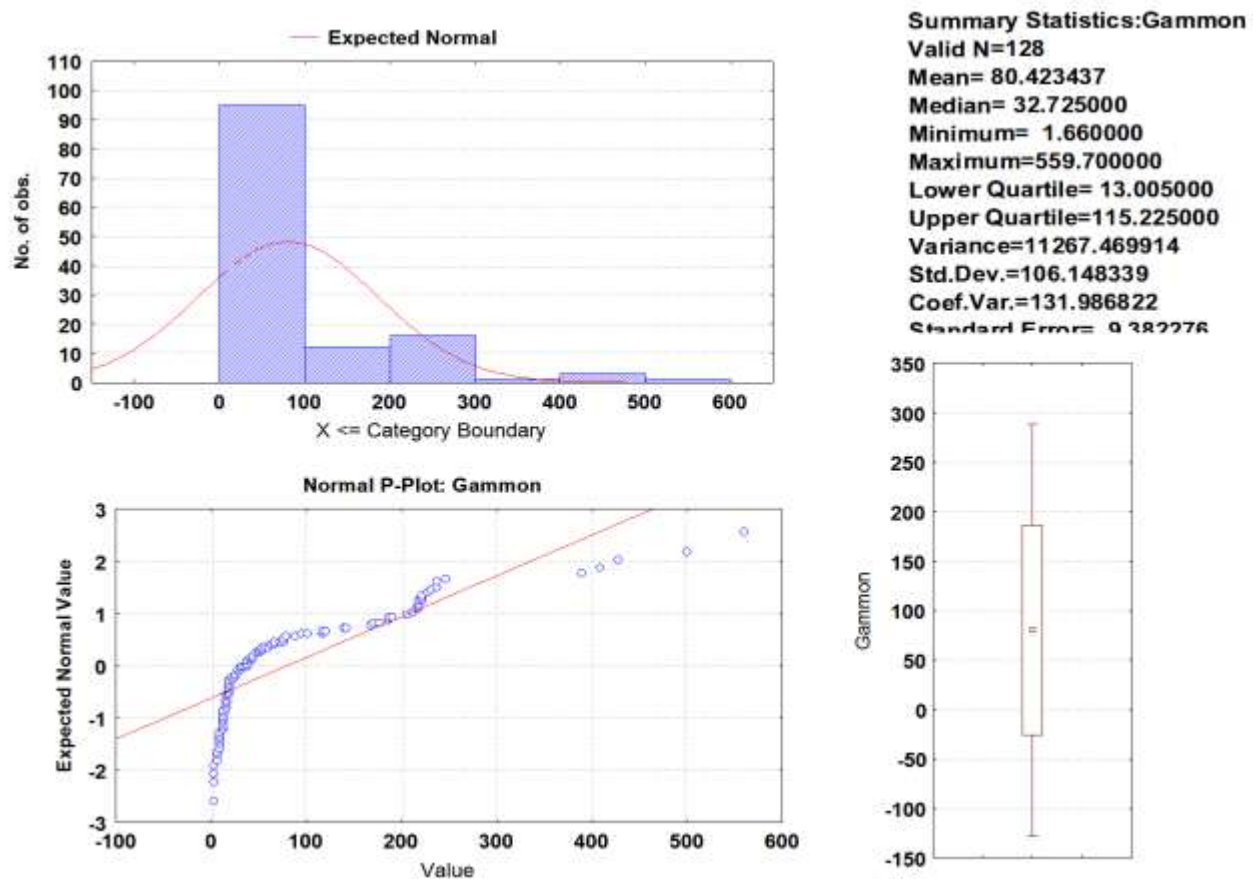 Expected Normal
110
100
90
80
70
60
50
40
30
20
10
0
No. of obs.
-100 0 100 200 300 400 500 600
X <= Category Boundary
Summary Statistics:Gammon
Valid N=128
Mean= 80.423437
Median= 32.725000
Minimum= 1.660000
Maximum=559.700000
Lower Quartile= 13.005000
Upper Quartile=115.225000
Variance=11267.469914
Std.Dev.=106.148339
Coef.Var.=131.986822
Standard Error= 9.382276
Normal P-Plot: Gammon
3
2
1
0
-1
-2
-3
Expected Normal Value
-100 0 100 200 300 400 500 600
Value
350
300
250
200
150
100
50
0
-50
-100
-150
Gammon